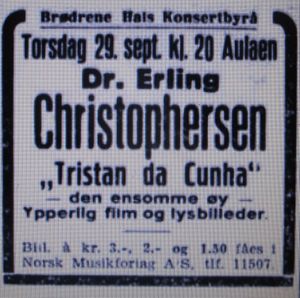 Brødrene Hals Konsertbyrå
Torsdag 29. sept. kl. 20 Aulaen
Dr. Erling
Christophersen
„Tristan da Cunha“
— den ensomme øy —
Ypperlig film og lysbilleder.
Bil. å kr. 3.-, 2.- og 1.50 fåes i
Norsk Musikforlag A/S, tlf. 11507.